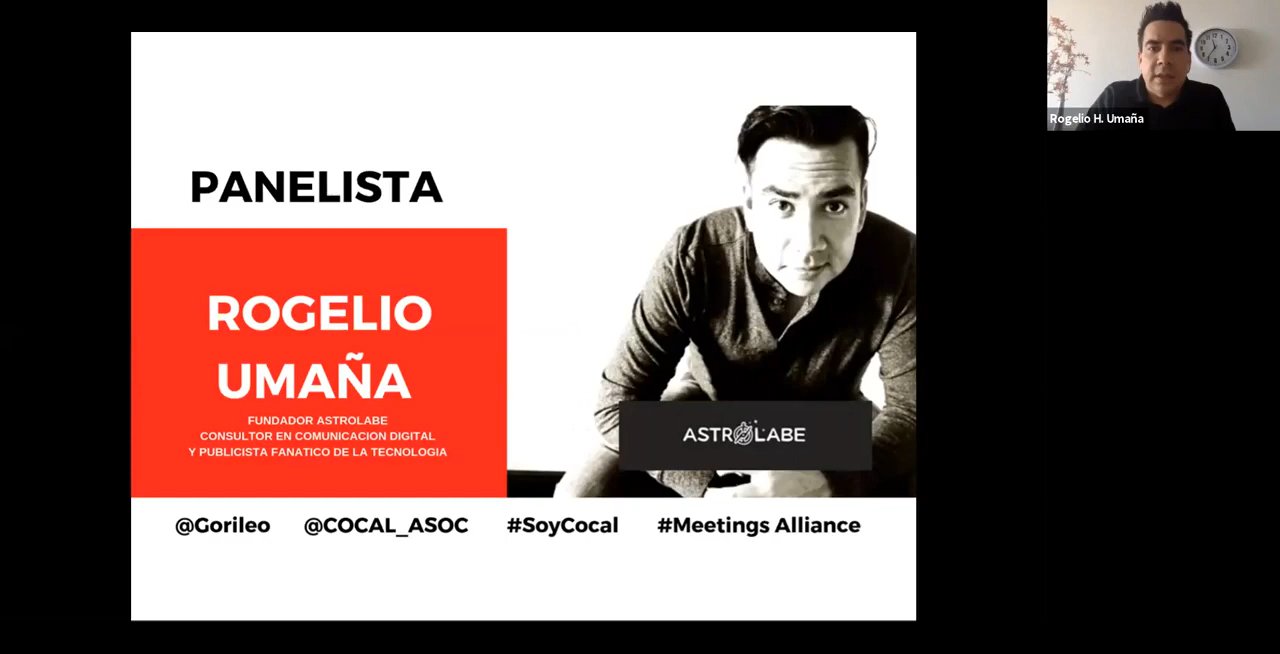 PANELISTA
ROGELIO
UMAÑA
FUNDADOR ASTROLABE
CONSULTOR EN COMUNICACION DIGITAL
Y PUBLICISTA FANATICO DE LA TECNOLOGIA
ASTROLABE
@Gorileo @COCAL_ASOC #SoyCocal #Meetings Alliance
Rogelio H. Umaña